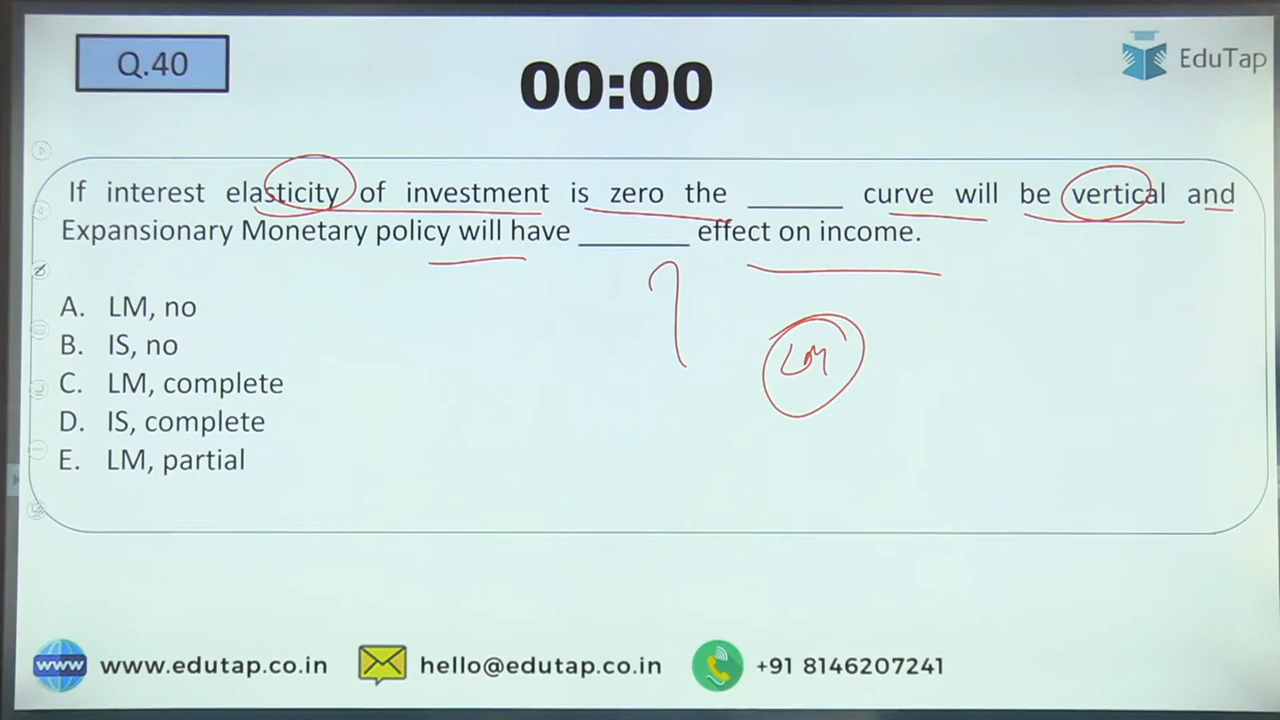 Q.40
00:00
EduTap
If interest elasticity of investment is zero the ______ curve will be vertical and
Expansionary Monetary policy will have _______ effect on income.
A. LM, no
B. IS, no
C. LM, complete
D. IS, complete
E. LM, partial
LM
www
www.edutap.co.in
hello@edutap.co.in
+91 8146207241